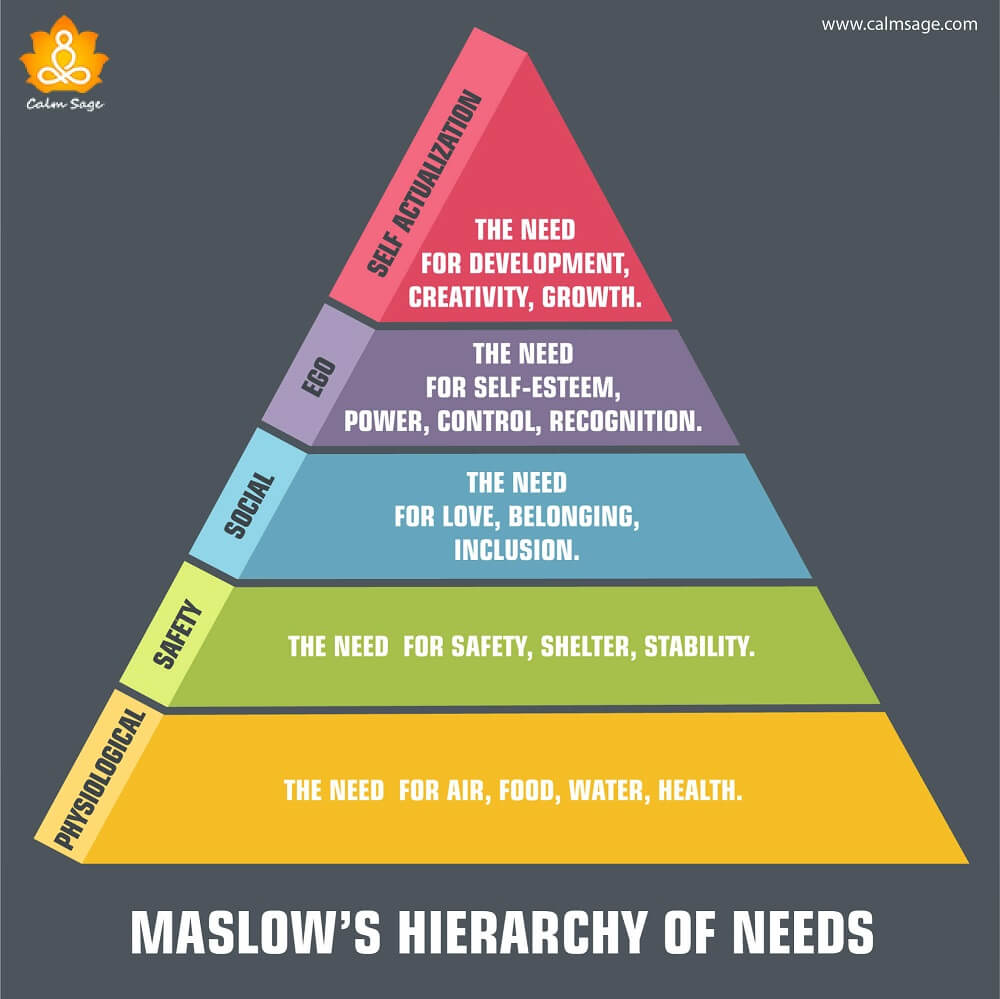 www.calmsage.com
Calm Sage
SELF ACTUALIZATION
THE NEED
FOR DEVELOPMENT,
CREATIVITY, GROWTH.
EGO
THE NEED
FOR SELF-ESTEEM,
POWER, CONTROL, RECOGNITION.
SOCIAL
THE NEED
FOR LOVE, BELONGING,
INCLUSION.
SAFETY
THE NEED FOR SAFETY, SHELTER, STABILITY.
PHYSIOLOGICAL
THE NEED FOR AIR, FOOD, WATER, HEALTH.
MASLOW'S HIERARCHY OF NEEDS